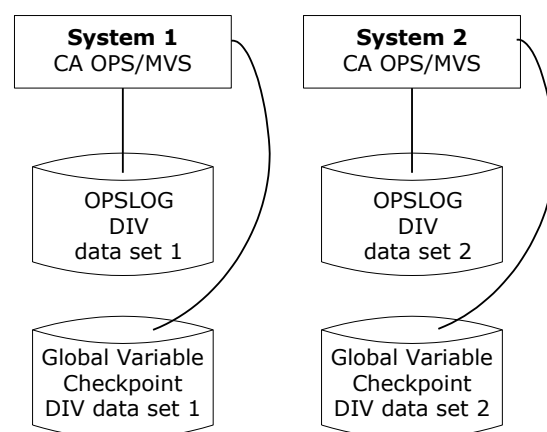 System 1
CA OPS/MVS
System 2
CA OPS/MVS
OPSLOG
DIV
data set 1
OPSLOG
DIV
data set 2
Global Variable
Checkpoint
DIV data set 1
Global Variable
Checkpoint
DIV data set 2